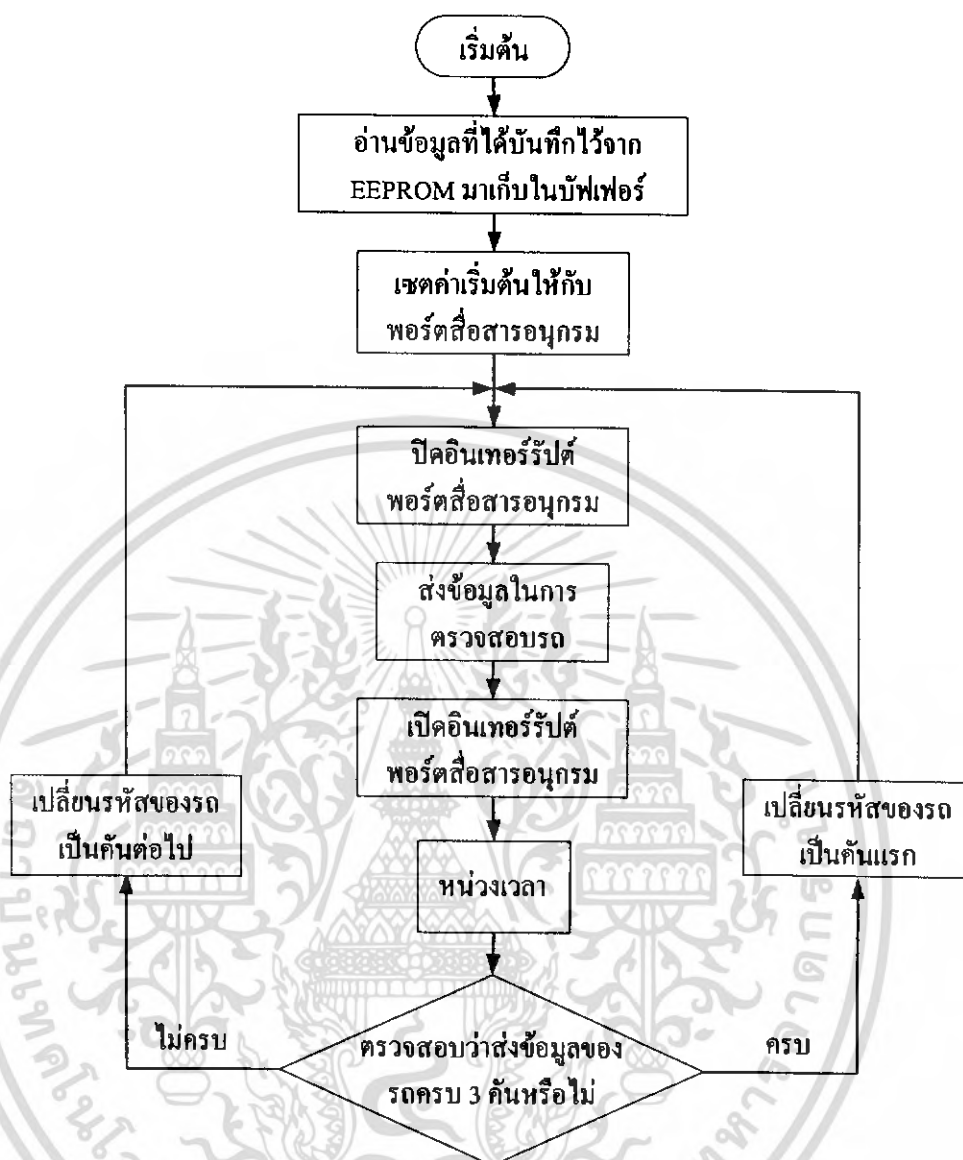 เริ่มต้น
อ่านข้อมูลที่ได้บันทึกไว้จาก
EEPROM มาเก็บในบัฟเฟอร์
เซตค่าเริ่มต้นให้กับ
พอร์ตสื่อสารอนุกรม
ปิดอินเทอร์รัปต์
พอร์ตสื่อสารอนุกรม
ส่งข้อมูลในการ
ตรวจสอบรถ
เปิดอินเทอร์รัปต์
พอร์ตสื่อสารอนุกรม
เปลี่ยนรหัสของรถ
เป็นคันต่อไป
เปลี่ยนรหัสของรถ
เป็นคันแรก
หน่วงเวลา
ไม่ครบ
ตรวจสอบว่าส่งข้อมูลของ
รถครบ 3 คันหรือไม่
ครบ